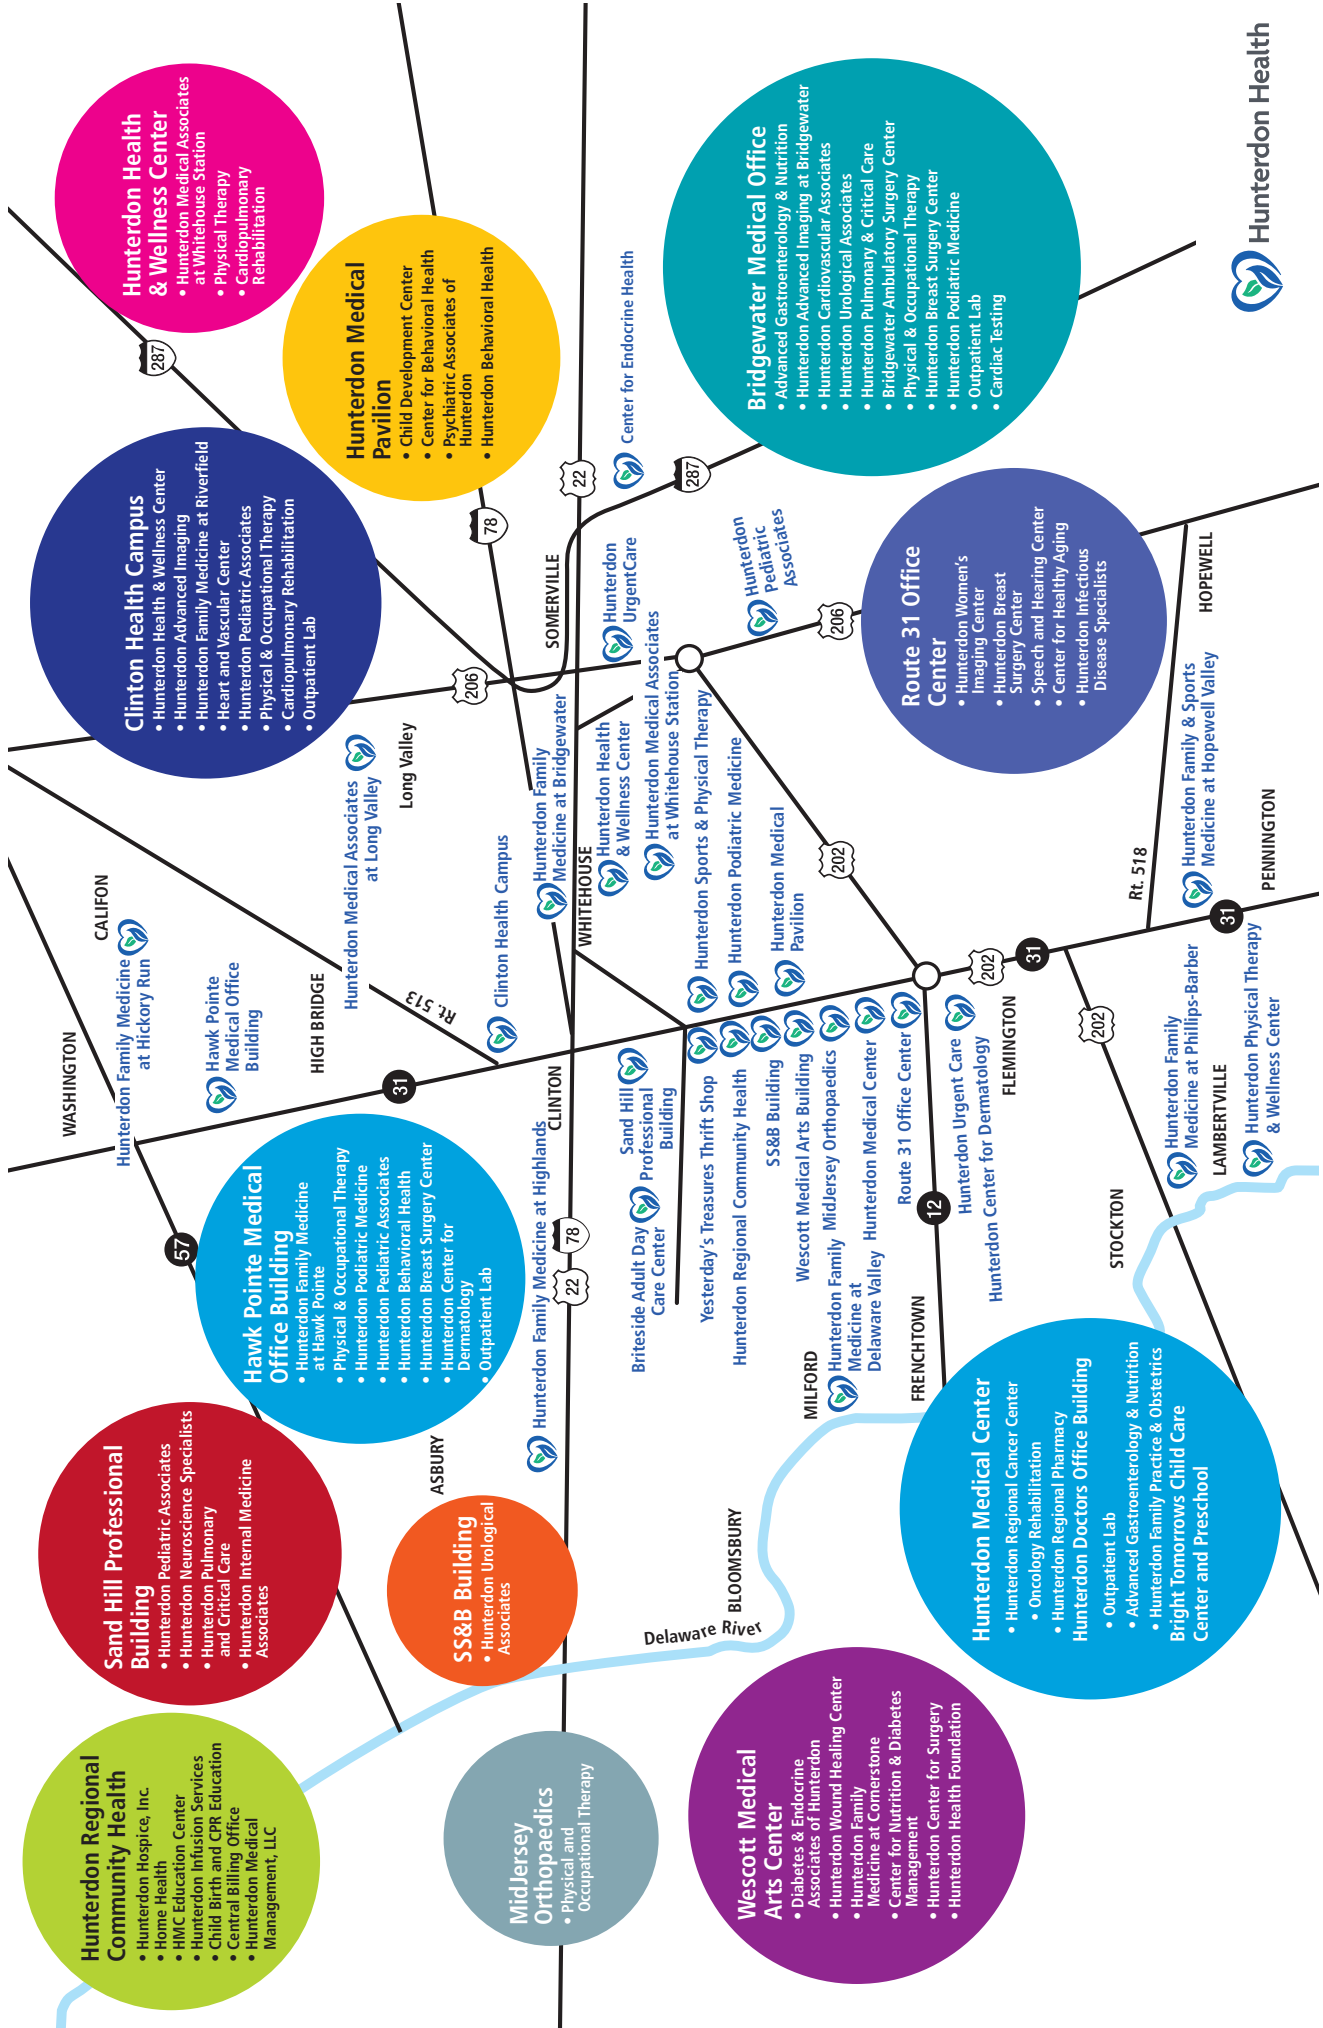 Hunterdon Regional
Community Health
• Hunterdon Hospice, Inc.
• Home Health
• HMC Education Center
• Hunterdon Infusion Services
• Child Birth and CPR Education
• Central Billing Office
• Hunterdon Medical
Management, LLC
Sand Hill Professional
Building
• Hunterdon Pediatric Associates
• Hunterdon Neuroscience Specialists
• Hunterdon Pulmonary
and Critical Care
• Hunterdon Internal Medicine
Associates
Hawk Pointe Medical
Office Building
• Hunterdon Family Medicine
at Hawk Pointe
• Physical & Occupational Therapy
• Hunterdon Podiatric Medicine
• Hunterdon Pediatric Associates
• Hunterdon Behavioral Health
• Hunterdon Breast Surgery Center
• Hunterdon Center for
Dermatology
• Outpatient Lab
Clinton Health Campus
• Hunterdon Health & Wellness Center
• Hunterdon Advanced Imaging
• Hunterdon Family Medicine at Riverfield
• Heart and Vascular Center
• Hunterdon Pediatric Associates
• Physical & Occupational Therapy
• Cardiopulmonary Rehabilitation
• Outpatient Lab
Hunterdon Health
& Wellness Center
• Hunterdon Medical Associates
at Whitehouse Station
• Physical Therapy
• Cardiopulmonary
Rehabilitation
Hunterdon Medical
Pavilion
• Child Development Center
• Center for Behavioral Health
• Psychiatric Associates of
Hunterdon
• Hunterdon Behavioral Health
SS&B Building
• Hunterdon Urological
Associates
MidJersey
Orthopaedics
• Physical and
Occupational Therapy
Wescott Medical
Arts Center
• Diabetes & Endocrine
Associates of Hunterdon
• Hunterdon Wound Healing Center
• Hunterdon Family
Medicine at Cornerstone
• Center for Nutrition & Diabetes
Management
• Hunterdon Center for Surgery
• Hunterdon Health Foundation
Hunterdon Medical Center
• Hunterdon Regional Cancer Center
• Oncology Rehabilitation
• Hunterdon Regional Pharmacy
Hunterdon Doctors Office Building
• Outpatient Lab
• Advanced Gastroenterology & Nutrition
• Hunterdon Family Practice & Obstetrics
Bright Tomorrows Child Care
Center and Preschool
Route 31 Office
Center
• Hunterdon Women's
Imaging Center
• Hunterdon Breast
Surgery Center
• Speech and Hearing Center
• Center for Healthy Aging
• Hunterdon Infectious
Disease Specialists
Bridgewater Medical Office
• Advanced Gastroenterology & Nutrition
• Hunterdon Advanced Imaging at Bridgewater
• Hunterdon Cardiovascular Associates
• Hunterdon Urological Associates
• Hunterdon Pulmonary & Critical Care
• Bridgewater Ambulatory Surgery Center
• Physical & Occupational Therapy
• Hunterdon Breast Surgery Center
• Hunterdon Podiatric Medicine
• Outpatient Lab
• Cardiac Testing
WASHINGTON
CALIFON
Hunterdon Family Medicine
at Hickory Run
57
Hawk Pointe
Medical Office
Building
HIGH BRIDGE
31
Rt. 513
Hunterdon Medical Associates
at Long Valley
Long Valley
287
206
78
22
287
206
Clinton Health Campus
ASBURY
Hunterdon Family Medicine at Highlands
CLINTON
22
78
Hunterdon Family
Medicine at Bridgewater
SOMERVILLE
WHITEHOUSE
Hunterdon Health
& Wellness Center
Hunterdon
UrgentCare
Center for Endocrine Health
Hunterdon Medical Associates
at Whitehouse Station
Briteside Adult Day
Care Center
Sand Hill
Professional
Building
Hunterdon Sports & Physical Therapy
Hunterdon Podiatric Medicine
Hunterdon
Pediatric
Associates
Hunterdon Medical
Pavilion
Yesterday's Treasures Thrift Shop
Hunterdon Regional Community Health
SS&B Building
Wescott Medical Arts Building
MidJersey Orthopaedics
Hunterdon Medical Center
Route 31 Office Center
Delaware River
BLOOMSBURY
MILFORD
Hunterdon Family
Medicine at
Delaware Valley
FRENCHTOWN
12
202
202
31
Hunterdon Urgent Care
Hunterdon Center for Dermatology
FLEMINGTON
202
STOCKTON
Rt. 518
HOPEWELL
Hunterdon Family & Sports
Medicine at Hopewell Valley
31
PENNINGTON
Hunterdon Family
Medicine at Phillips-Barber
LAMBERTVILLE
Hunterdon Physical Therapy
& Wellness Center
Hunterdon Health